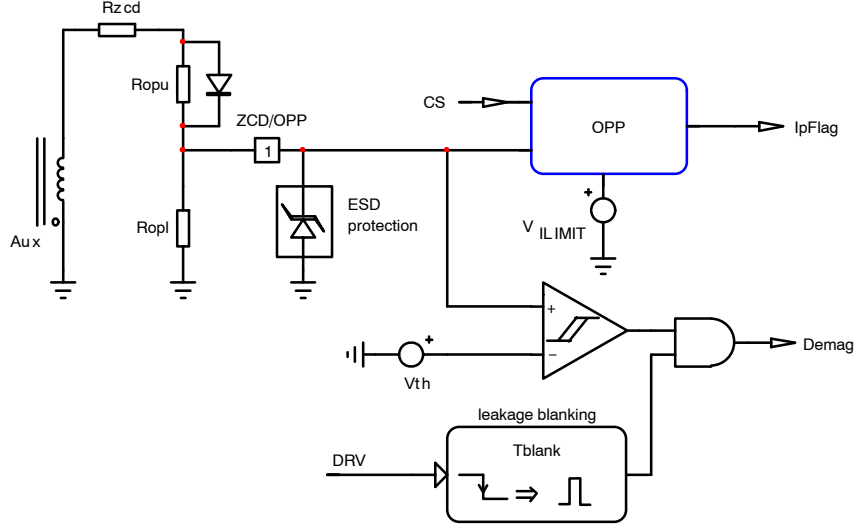 Rzcd
Ropu
ZCD/OPP
1
CS
OPP
IpFlag
ESD
protection
+
V ILIMIT
Ropl
Aux
+
−
+
Vth
Demag
leakage blanking
Tblank
DRV